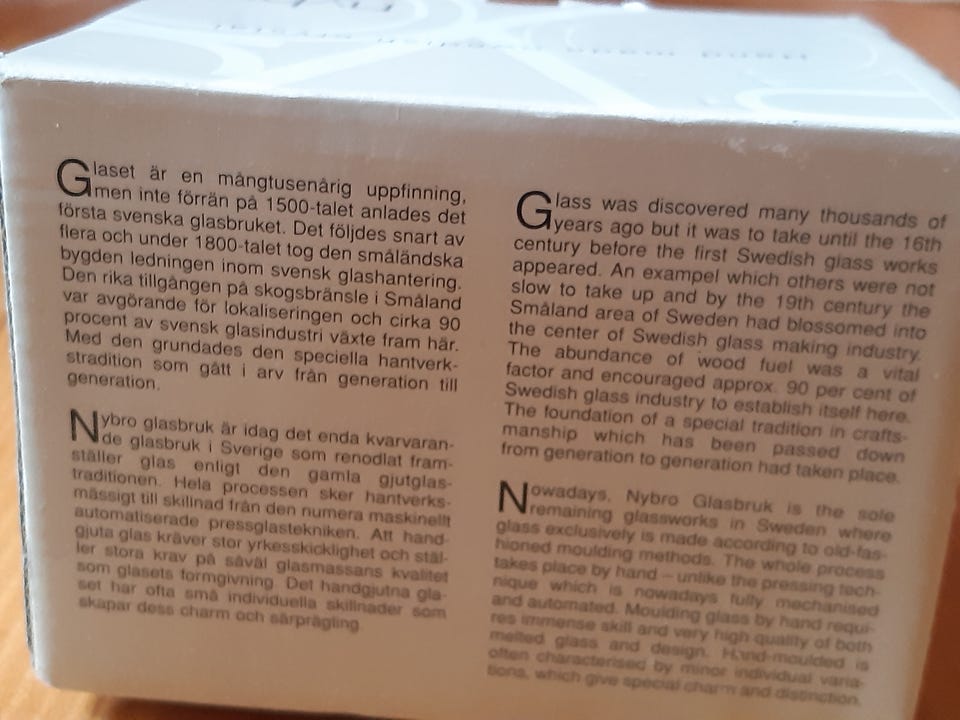 Glaset är en mångtusenårig uppfinning,
men inte förrän på 1500-talet anlades det
första svenska glasbruket. Det följdes snart av
flera och under 1800-talet tog den småländska
bygden ledningen inom svensk glashantering.
Den rika tillgången på skogsbränsle i Småland
var avgörande för lokaliseringen och cirka 90
procent av svensk glasindustri växte fram här.
Med den grundades den speciella hantverk-
stradition som gått i arv från generation till
generation.
Nybro glasbruk är idag det enda kvarvaran-
de glasbruk i Sverige som renodlat fram-
ställer glas enligt den gamla gjutglas-
traditionen. Hela processen sker hantverks-
mässigt till skillnad från den numera maskinellt
automatiserade pressglastekniken. Att hand-
gjuta glas kräver stor yrkesskicklighet och stäl-
ler stora krav på såväl glasmassans kvalitet
som glasets formgivning. Det handgjutna gla-
set har ofta små individuella skillnader som
skapar dess charm och särprägling.
Glass was discovered many thousands of
years ago but it was to take until the 16th
century before the first Swedish glass works
appeared. An exampel which others were not
slow to take up and by the 19th century the
Småland area of Sweden had blossomed into
the center of Swedish glass making industry.
The abundance of wood fuel was a vital
factor and encouraged approx. 90 per cent of
Swedish glass industry to establish itself here.
The foundation of a special tradition in crafts-
manship which has been passed down
from generation to generation had taken place.
Nowadays, Nybro Glasbruk is the sole
remaining glassworks in Sweden where
glass exclusively is made according to old-fas-
hioned moulding methods. The whole process
takes place by hand – unlike the pressing tech-
nique which is nowadays fully mechanised
and automated. Moulding glass by hand requi-
res immense skill and very high quality of both
melted glass and design. Hand-moulded is
often characterised by minor individual varia-
tions, which give special charm and distinction.